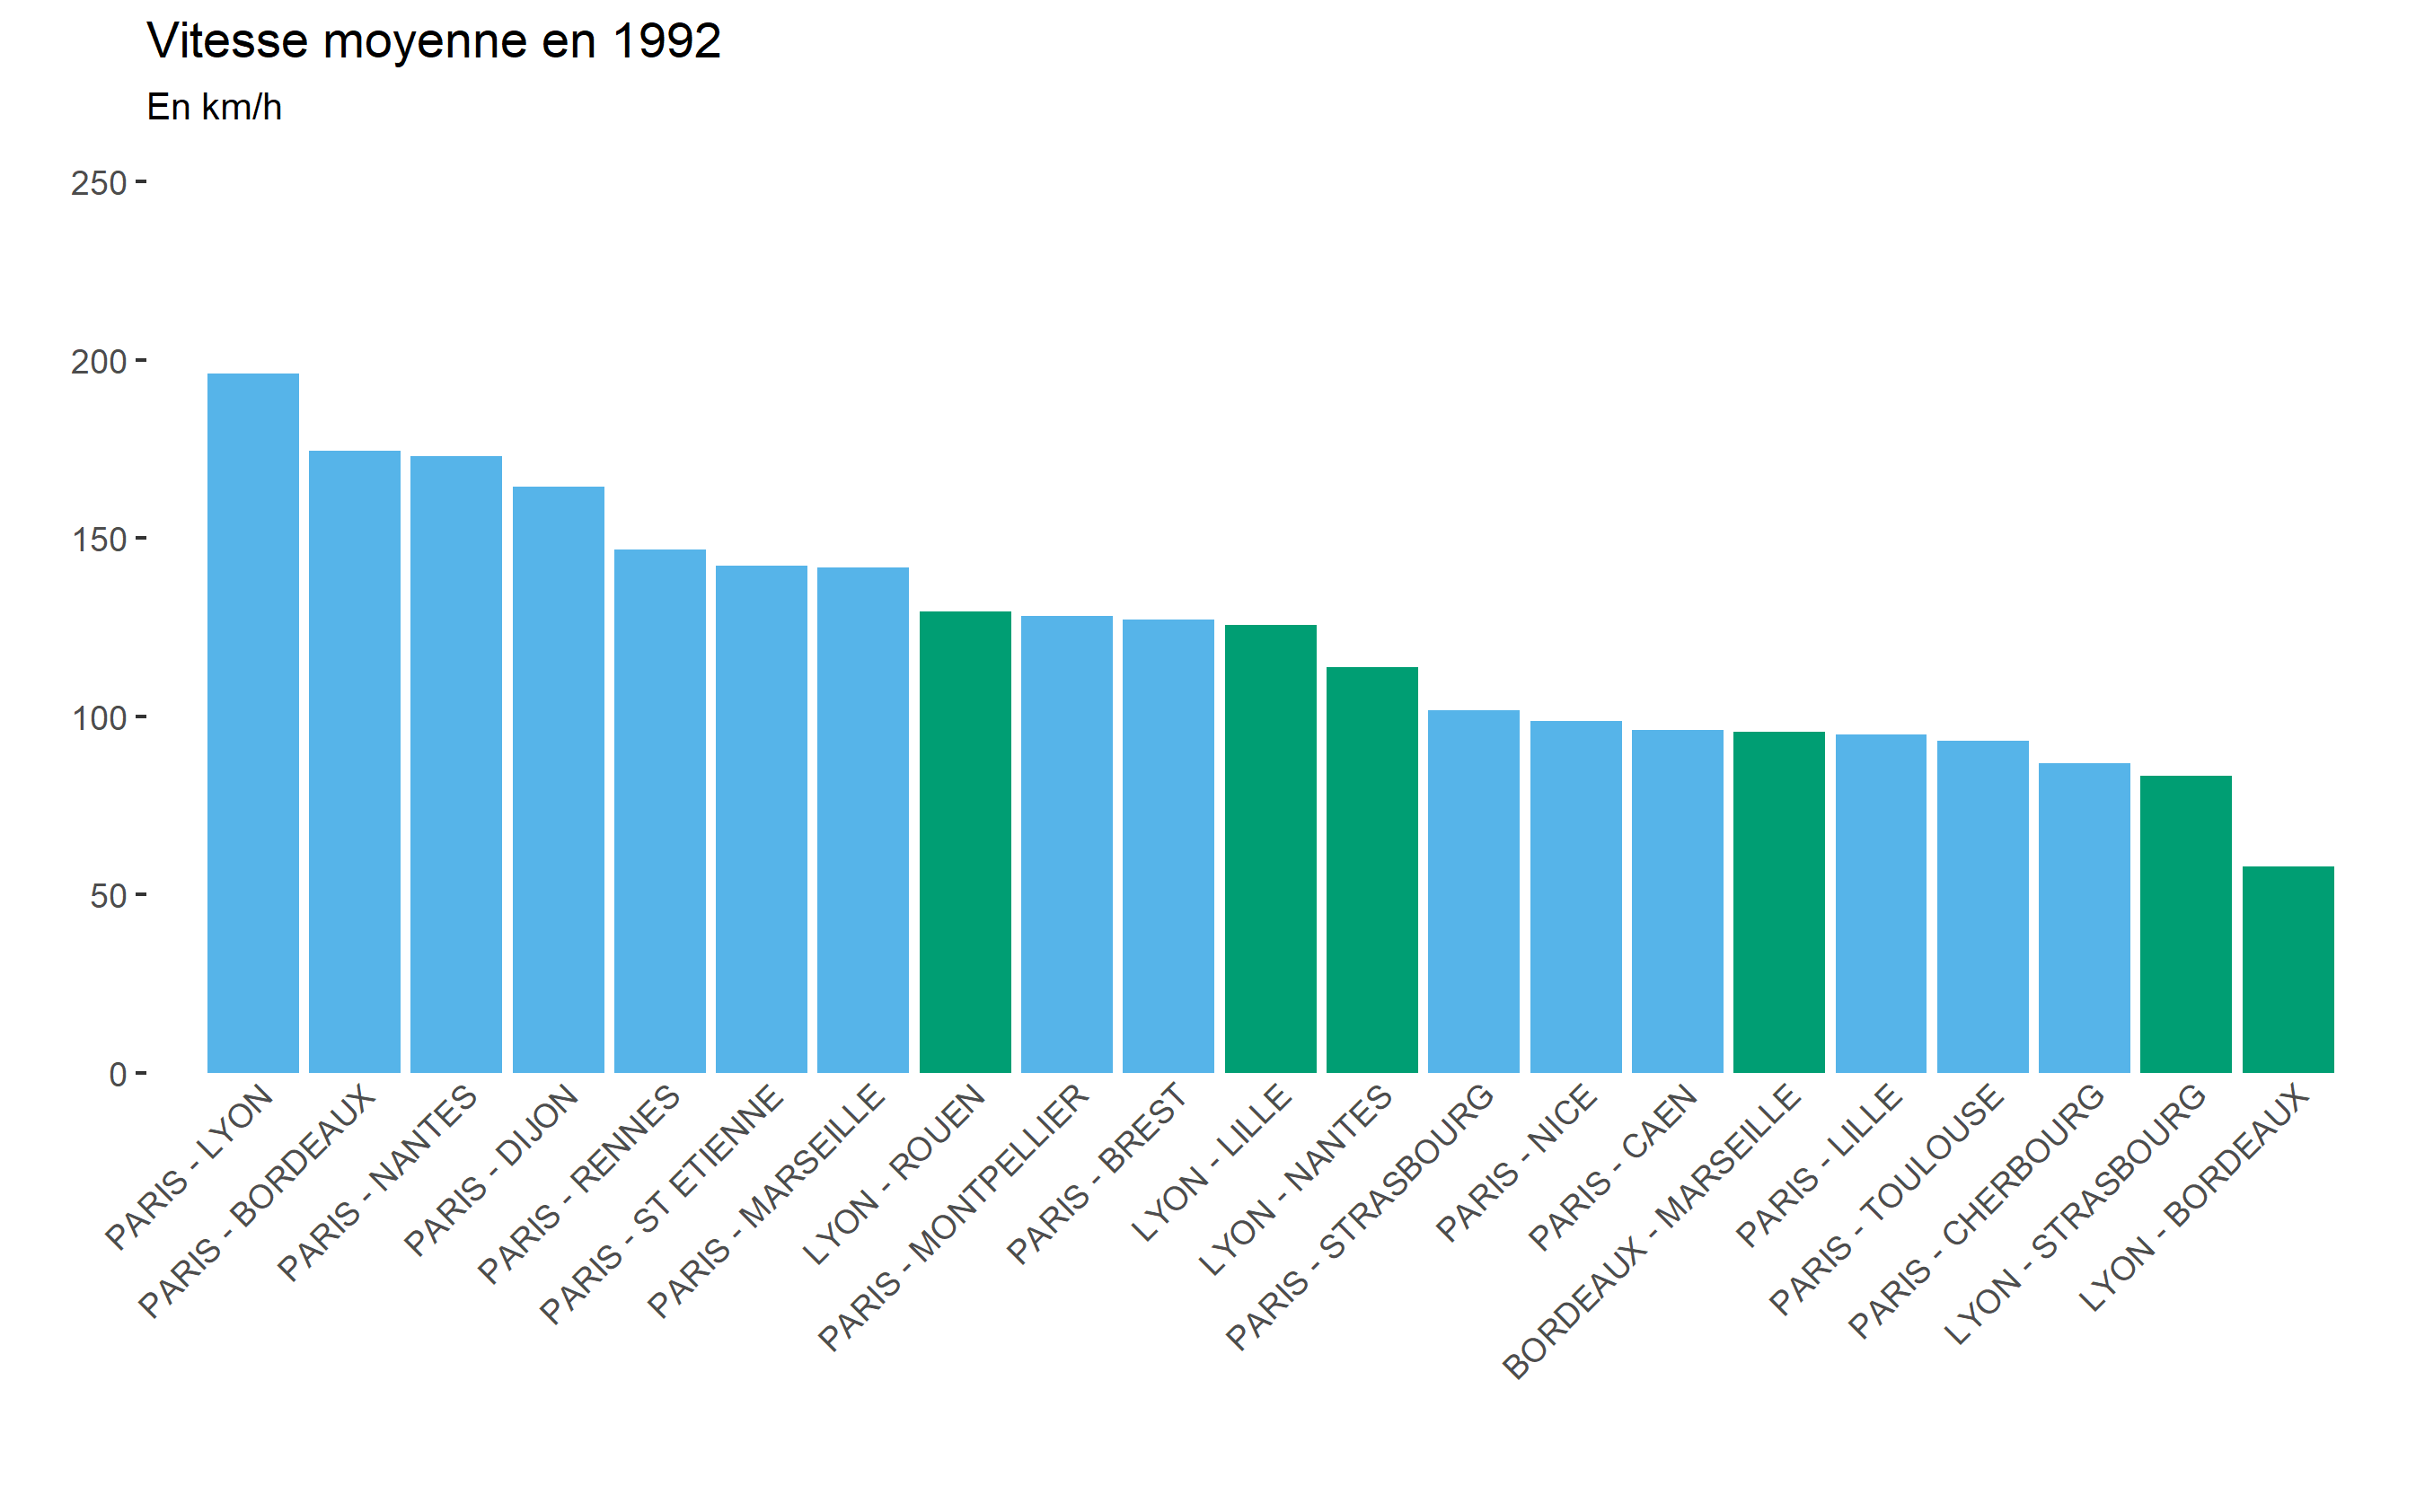 Vitesse moyenne en 1992
En km/h
250
200
150
100
50
0
PARIS - LYON
PARIS - BORDEAUX
PARIS - NANTES
PARIS - DIJON
PARIS - RENNES
PARIS - ST ETIENNE
PARIS - MARSEILLE
LYON - ROUEN
PARIS - MONTPELLIER
PARIS - BREST
LYON - LILLE
LYON - NANTES
PARIS - STRASBOURG
PARIS - NICE
PARIS - CAEN
BORDEAUX - MARSEILLE
PARIS - LILLE
PARIS - TOULOUSE
PARIS - CHERBOURG
LYON - STRASBOURG
LYON - BORDEAUX